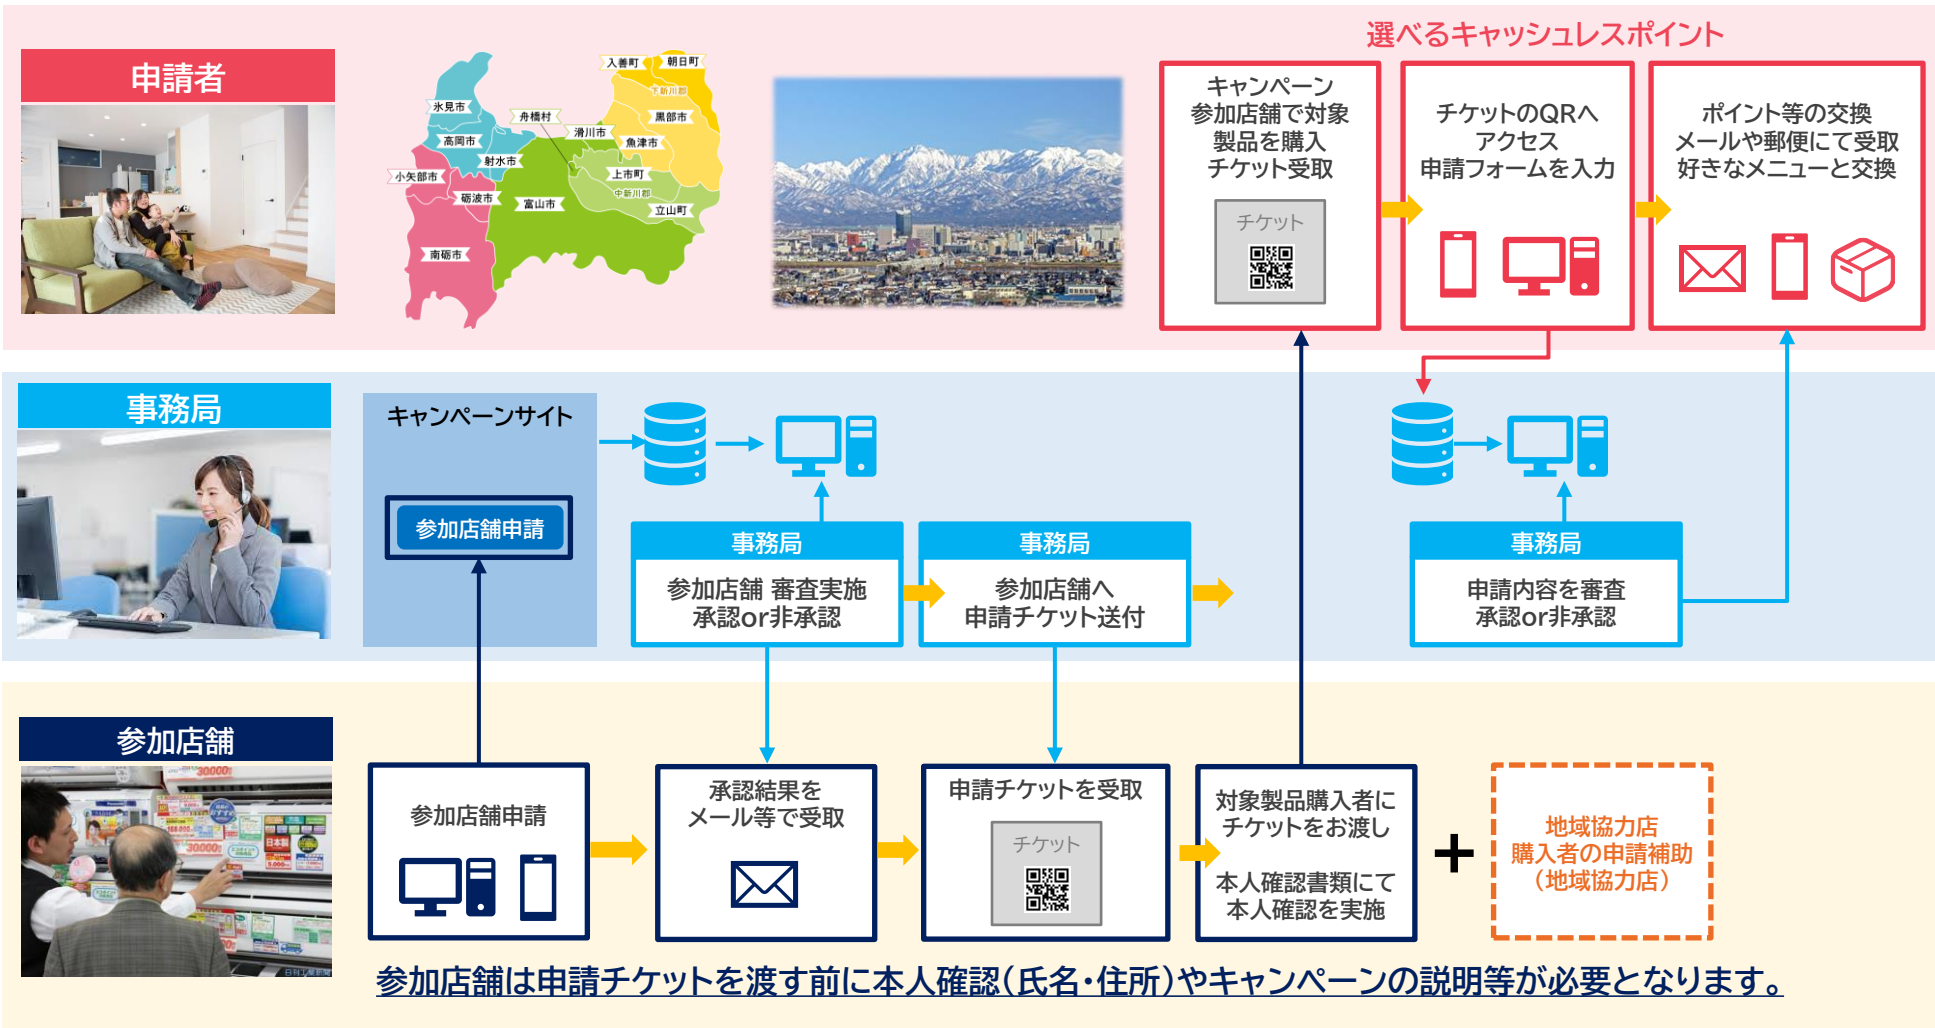 選べるキャッシュレスポイント
申請者
入善町
朝日町
下新川郡
氷見市
舟橋村
黒部市
滑川市
高岡市
魚津市
射水市
小矢部市
上市町
中新川郡
砺波市
富山市
立山町
南砺市
キャンペーン
参加店舗で対象
製品を購入
チケット受取
チケット
チケットのQRへ
アクセス
申請フォームを入力
ポイント等の交換
メールや郵便にて受取
好きなメニューと交換
事務局
キャンペーンサイト
参加店舗申請
事務局
参加店舗 審査実施
承認or非承認
事務局
参加店舗へ
申請チケット送付
事務局
申請内容を審査
承認or非承認
参加店舗
30,000
30000
日本製
日刊工業新聞
参加店舗申請
承認結果を
メール等で受取
申請チケットを受取
チケット
対象製品購入者に
チケットをお渡し
本人確認書類にて
本人確認を実施
+
地域協力店
購入者の申請補助
（地域協力店）
参加店舗は申請チケットを渡す前に本人確認（氏名・住所）やキャンペーンの説明等が必要となります。